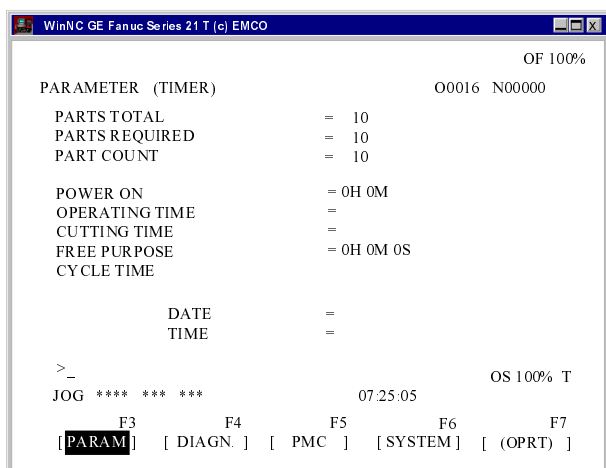 WinNC GE Fanuc Series 21 T (c) EMCO
OF 100%
PARAMETER (TIMER) O0016 N00000
PARTS TOTAL = 10
PARTS REQUIRED = 10
PART COUNT = 10
POWER ON = 0H 0M
OPERATING TIME =
CUTTING TIME =
FREE PURPOSE = 0H 0M 0S
CYCLE TIME
DATE =
TIME =
>_
OS 100% T
JOG **** *** *** 07:25:05
F3 F4 F5 F6 F7
[ PARAM ] [ DIAGN. ] [ PMC ] [ SYSTEM ] [ (OPRT) ]